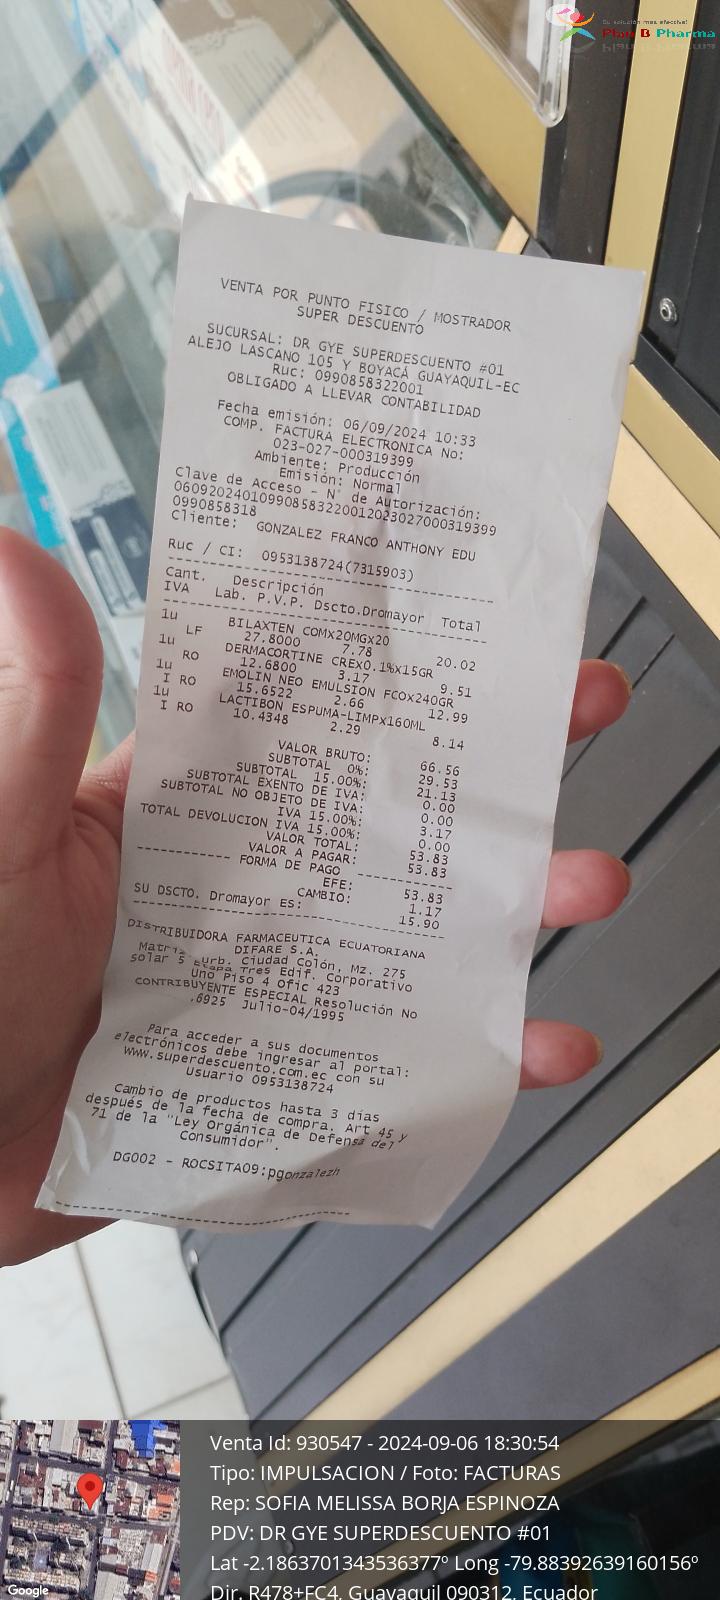 Su solución mas efectiva!
Plan B Pharma
VENTA POR PUNTO FISICO / MOSTRADOR
SUPER DESCUENTO
SUCURSAL: DR GYE SUPERDESCUENTO #01
ALEJO LASCANO 105 Y BOYACÁ GUAYAQUIL-EC
Ruc: 0990858322001
OBLIGADO A LLEVAR CONTABILIDAD
Fecha emisión: 06/09/2024 10:33
COMP. FACTURA ELECTRONICA No:
023-027-000319399
Ambiente: Producción
Emisión: Normal
Clave de Acceso - N° de Autorización:
060920240109908583220012023027000319399
0990858318
Cliente: GONZALEZ FRANCO ANTHONY EDU
Ruc / CI: 0953138724(7315903)
Cant. Descripción
IVA Lab. P.V.P. Dscto.Dromayor Total
1u BILAXTEN COMx20MGx20
LF 27.8000 7.78 20.02
1u DERMACORTINE CREx0.1%x15GR
RO 12.6800 3.17 9.51
1u EMOLIN NEO EMULSION FCOx240GR
I RO 15.6522 2.66 12.99
1u LACTIBON ESPUMA-LIMPx160ML
I RO 10.4348 2.29 8.14
VALOR BRUTO: 66.56
SUBTOTAL 0%: 29.53
SUBTOTAL 15.00%: 21.13
SUBTOTAL EXENTO DE IVA: 0.00
SUBTOTAL NO OBJETO DE IVA: 0.00
IVA 15.00%: 3.17
TOTAL DEVOLUCION IVA 15.00%: 0.00
VALOR TOTAL: 53.83
VALOR A PAGAR: 53.83
------------ FORMA DE PAGO ------------
EFE: 53.83
CAMBIO: 1.17
SU DSCTO. Dromayor ES: 15.90
DISTRIBUIDORA FARMACEUTICA ECUATORIANA
DIFARE S.A.
Matriz Ciudad Colón, Mz. 275
solar 5 Etapa Tres Edif. Corporativo
Uno Piso 4 Ofic 423
CONTRIBUYENTE ESPECIAL Resolución No
.6925 Julio-04/1995
Para acceder a sus documentos
electrónicos debe ingresar al portal:
www.superdescuento.com.ec con su
Usuario 0953138724
Cambio de productos hasta 3 días
después de la fecha de compra. Art 45 y
71 de la "Ley Orgánica de Defensa del
Consumidor".
DG002 - ROCSITA09:pgonzalezh
Venta Id: 930547 - 2024-09-06 18:30:54
Tipo: IMPULSACION / Foto: FACTURAS
Rep: SOFIA MELISSA BORJA ESPINOZA
PDV: DR GYE SUPERDESCUENTO #01
Lat -2.1863701343536377º Long -79.88392639160156º
Dir. R478+FC4, Guayaquil 090312, Ecuador
Google